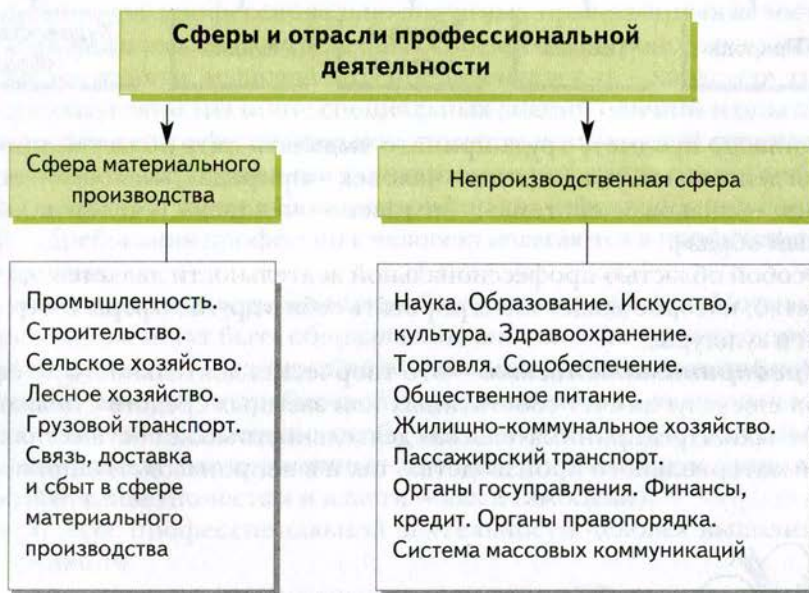 Сферы и отрасли профессиональной
деятельности
Сфера материального
производства
Непроизводственная сфера
Промышленность.
Строительство.
Сельское хозяйство.
Лесное хозяйство.
Грузовой транспорт.
Связь, доставка
и сбыт в сфере
материального
производства
Наука. Образование. Искусство,
культура. Здравоохранение.
Торговля. Соцобеспечение.
Общественное питание.
Жилищно-коммунальное хозяйство.
Пассажирский транспорт.
Органы госуправления. Финансы,
кредит. Органы правопорядка.
Система массовых коммуникаций